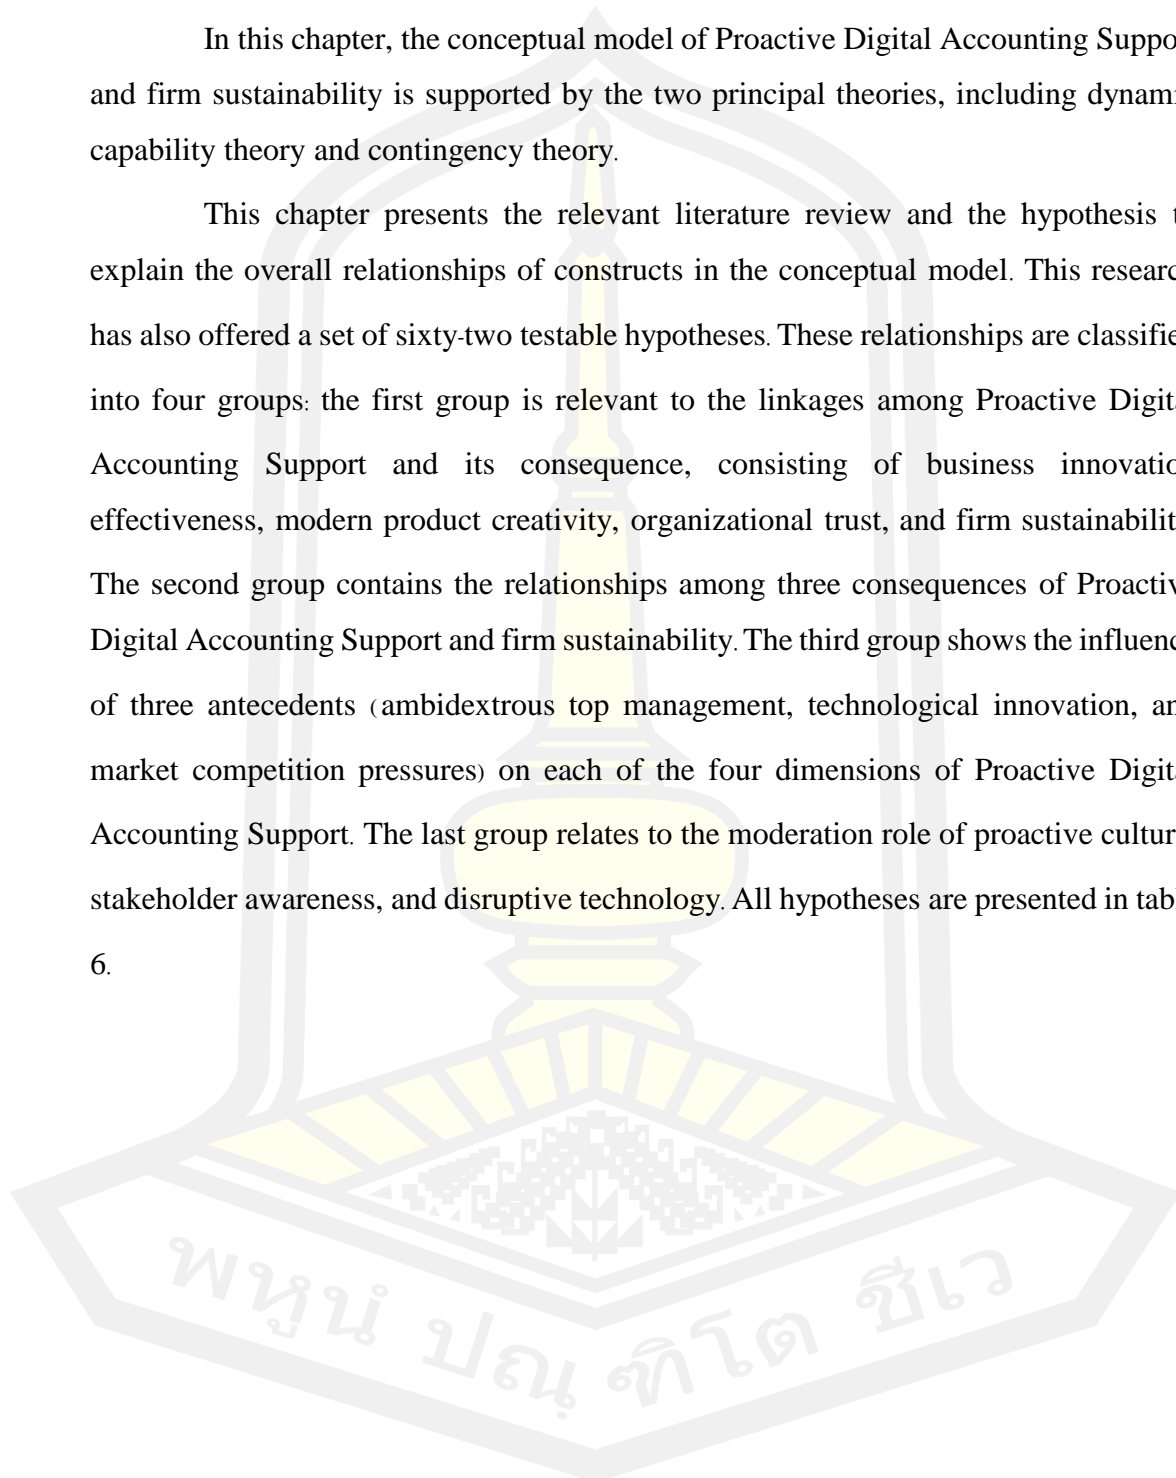 In this chapter, the conceptual model of Proactive Digital Accounting Suppo
and firm sustainability is supported by the two principal theories, including dynami
capability theory and contingency theory.
This chapter presents the relevant literature review and the hypothesis t
explain the overall relationships of constructs in the conceptual model. This researc
has also offered a set of sixty-two testable hypotheses. These relationships are classifie
into four groups: the first group is relevant to the linkages among Proactive Digita
Accounting Support and its consequence, consisting of business innovatio
effectiveness, modern product creativity, organizational trust, and firm sustainabilit
The second group contains the relationships among three consequences of Proactiv
Digital Accounting Support and firm sustainability. The third group shows the influenc
of three antecedents (ambidextrous top management, technological innovation, an
market competition pressures) on each of the four dimensions of Proactive Digita
Accounting Support. The last group relates to the moderation role of proactive cultur
stakeholder awareness, and disruptive technology. All hypotheses are presented in tab
6.
พหูนํ ปณฺ ฑิโต ชีเว